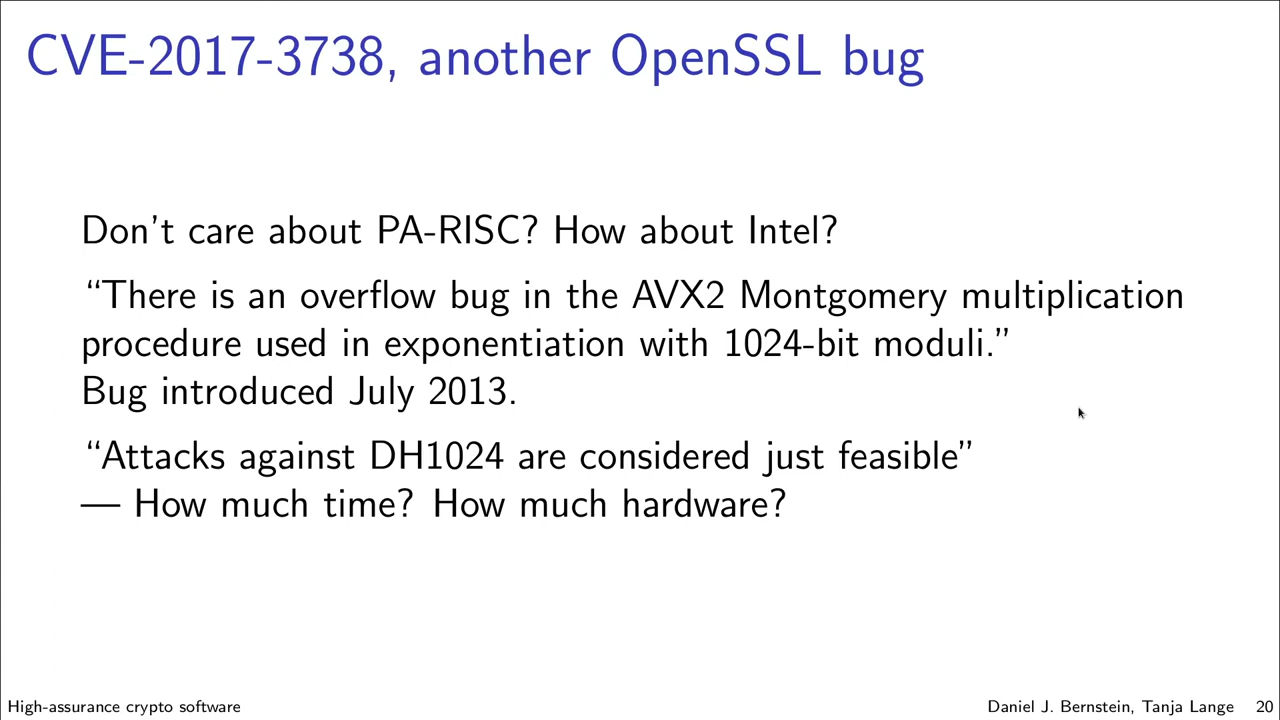 CVE-2017-3738, another OpenSSL bug
Don’t care about PA-RISC? How about Intel?
“There is an overflow bug in the AVX2 Montgomery multiplication
procedure used in exponentiation with 1024-bit moduli.”
Bug introduced July 2013.
“Attacks against DH1024 are considered just feasible”
— How much time? How much hardware?
High-assurance crypto software
Daniel J. Bernstein, Tanja Lange 20